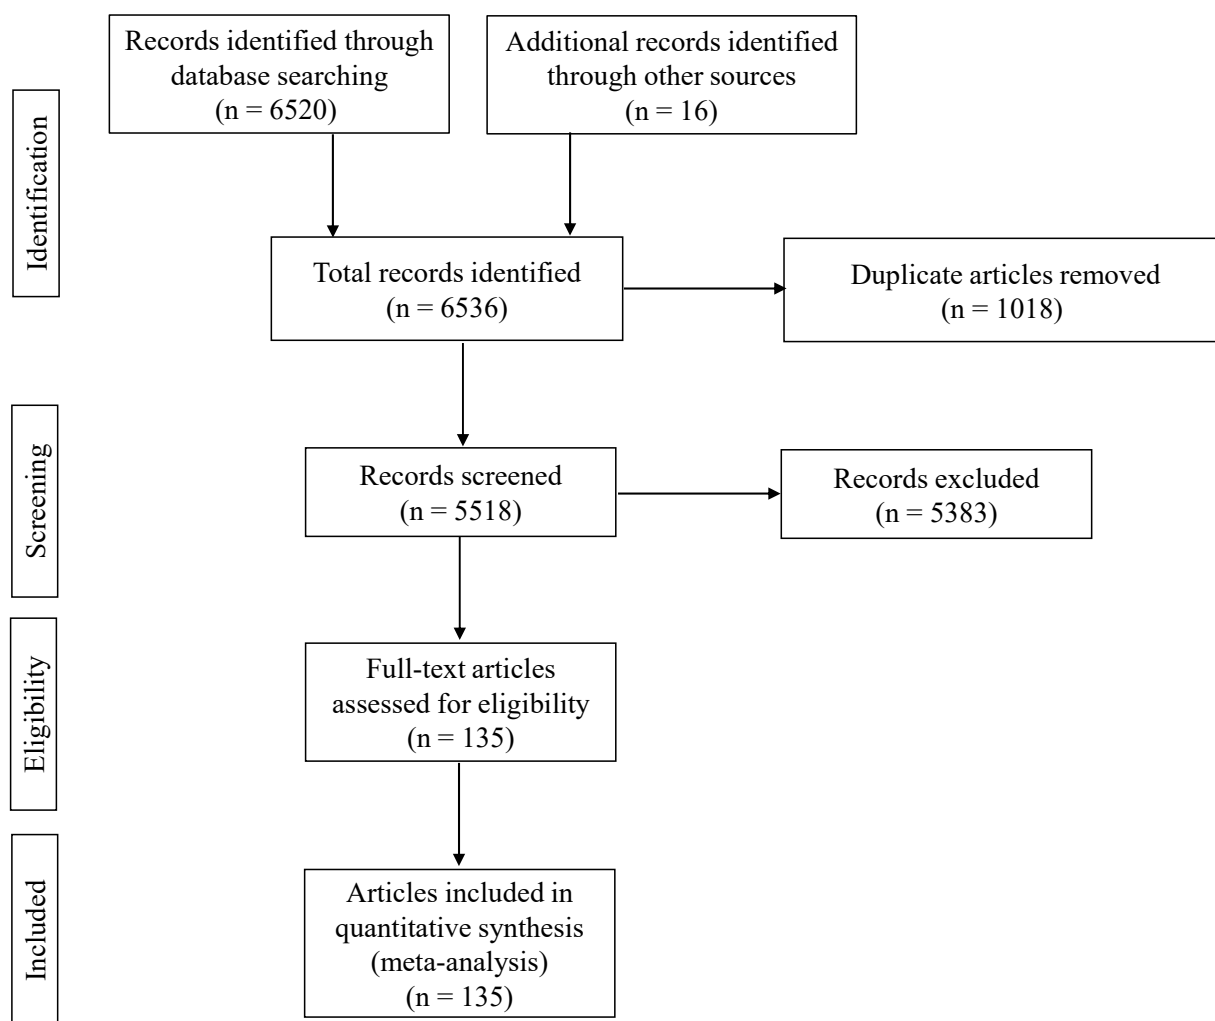 Records identified through
database searching
(n = 6520)
Additional records identified
through other sources
(n = 16)
Identification
Total records identified
(n = 6536)
Duplicate articles removed
(n = 1018)
Screening
Records screened
(n = 5518)
Records excluded
(n = 5383)
Eligibility
Full-text articles
assessed for eligibility
(n = 135)
Included
Articles included in
quantitative synthesis
(meta-analysis)
(n = 135)